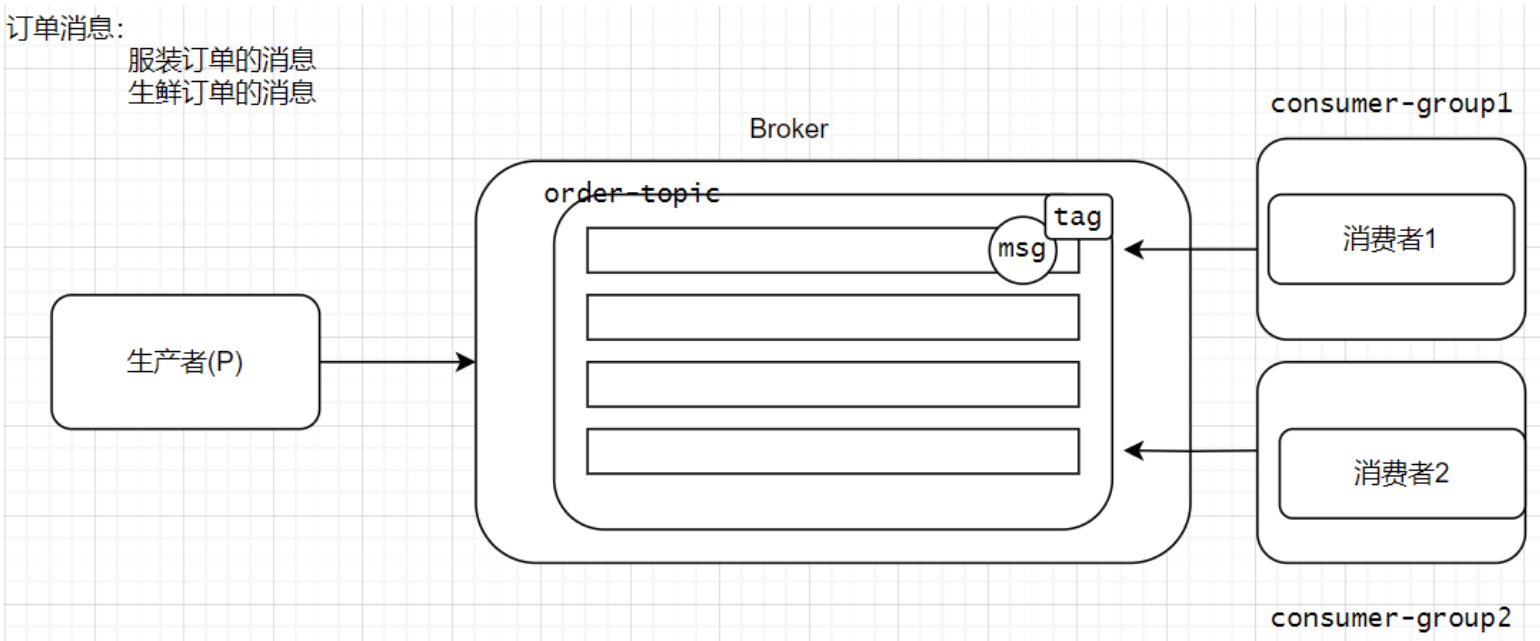 订单消息:
服装订单的消息
生鲜订单的消息
consumer-group1
Broker
order-topic
tag
msg
消费者1
生产者(P)
消费者2
consumer-group2